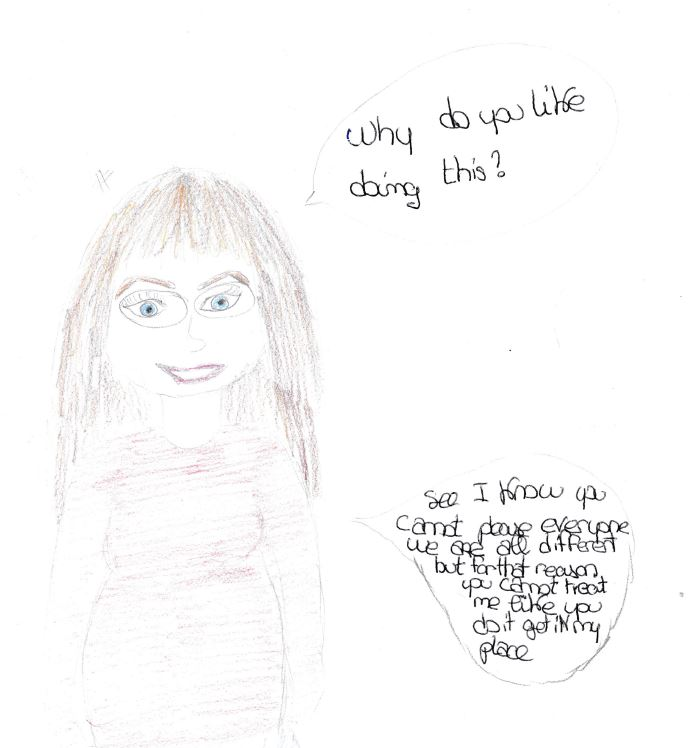 Why do you like
doing this?
See I know you
cannot please everyone
we are all different
but for that reason
you cannot treat
me like you
do it get in my
place